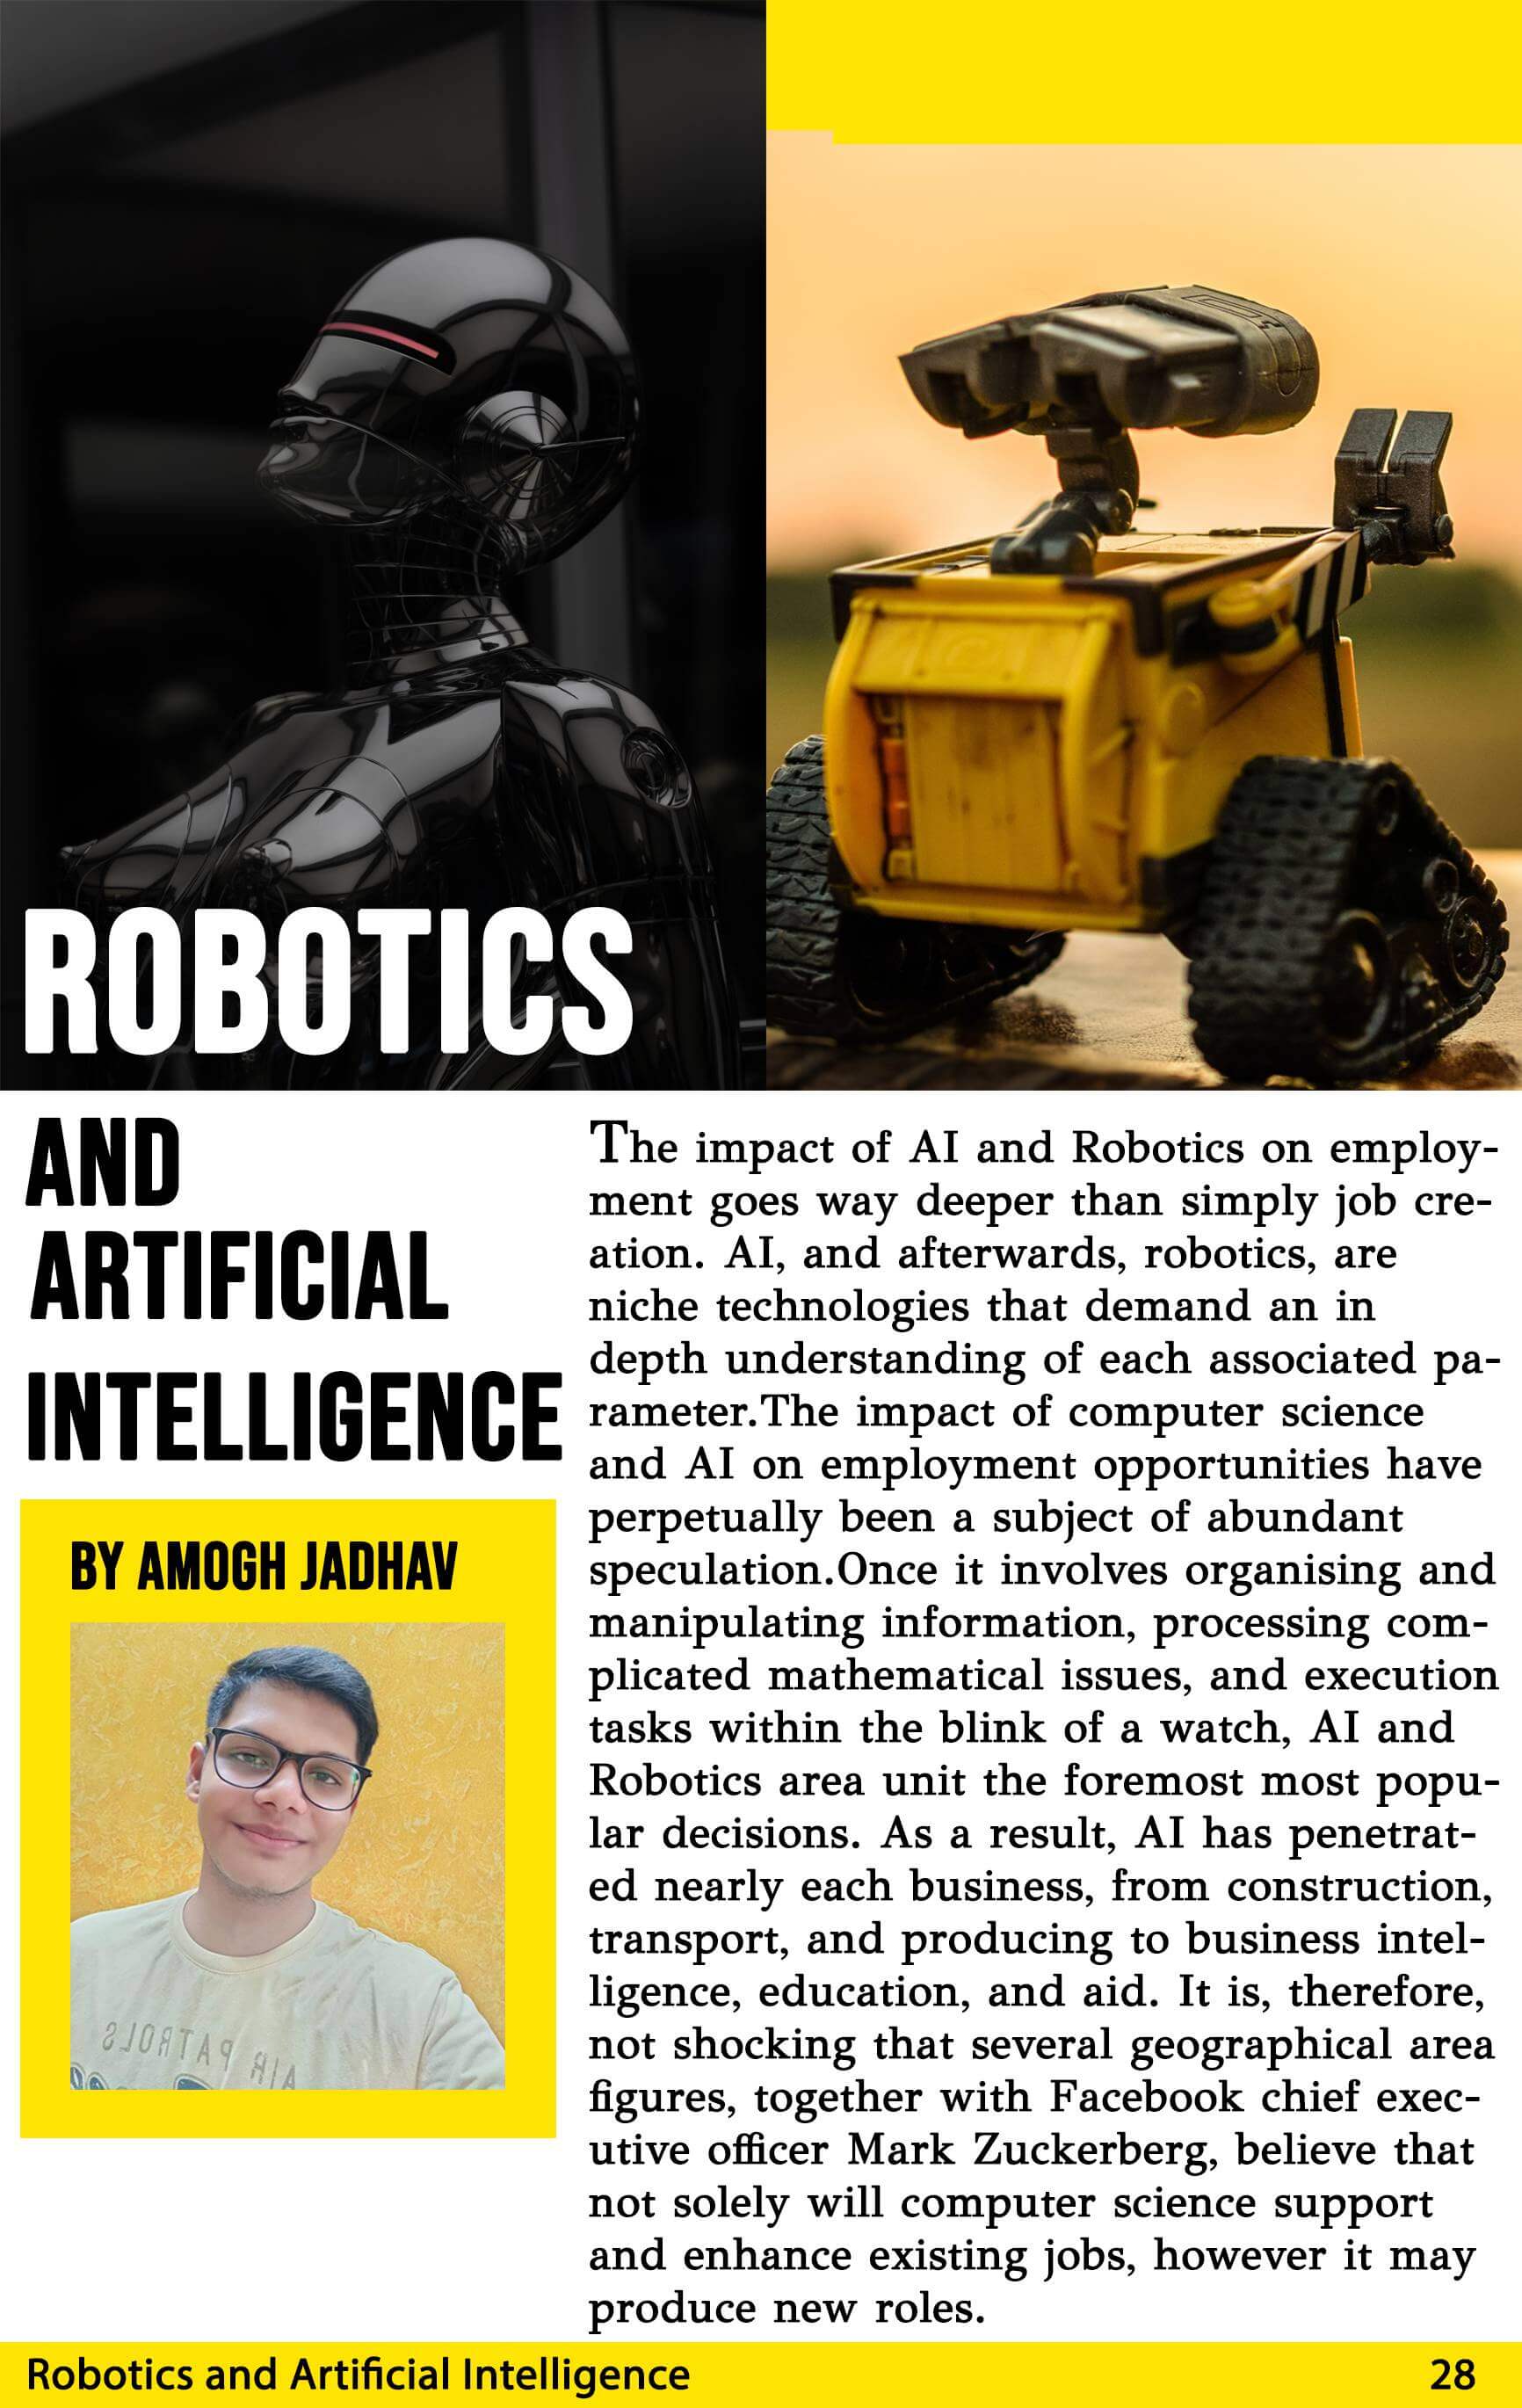 ROBOTICS
AND
ARTIFICIAL
INTELLIGENCE
BY AMOGH JADHAV
AIR PATROLS
The impact of AI and Robotics on employ-
ment goes way deeper than simply job cre-
ation. AI, and afterwards, robotics, are
niche technologies that demand an in
depth understanding of each associated pa-
rameter.The impact of computer science
and AI on employment opportunities have
perpetually been a subject of abundant
speculation.Once it involves organising and
manipulating information, processing com-
plicated mathematical issues, and execution
tasks within the blink of a watch, AI and
Robotics area unit the foremost most popu-
lar decisions. As a result, AI has penetrat-
ed nearly each business, from construction,
transport, and producing to business intel-
ligence, education, and aid. It is, therefore,
not shocking that several geographical area
figures, together with Facebook chief exec-
utive officer Mark Zuckerberg, believe that
not solely will computer science support
and enhance existing jobs, however it may
produce new roles.
Robotics and Artificial Intelligence
28